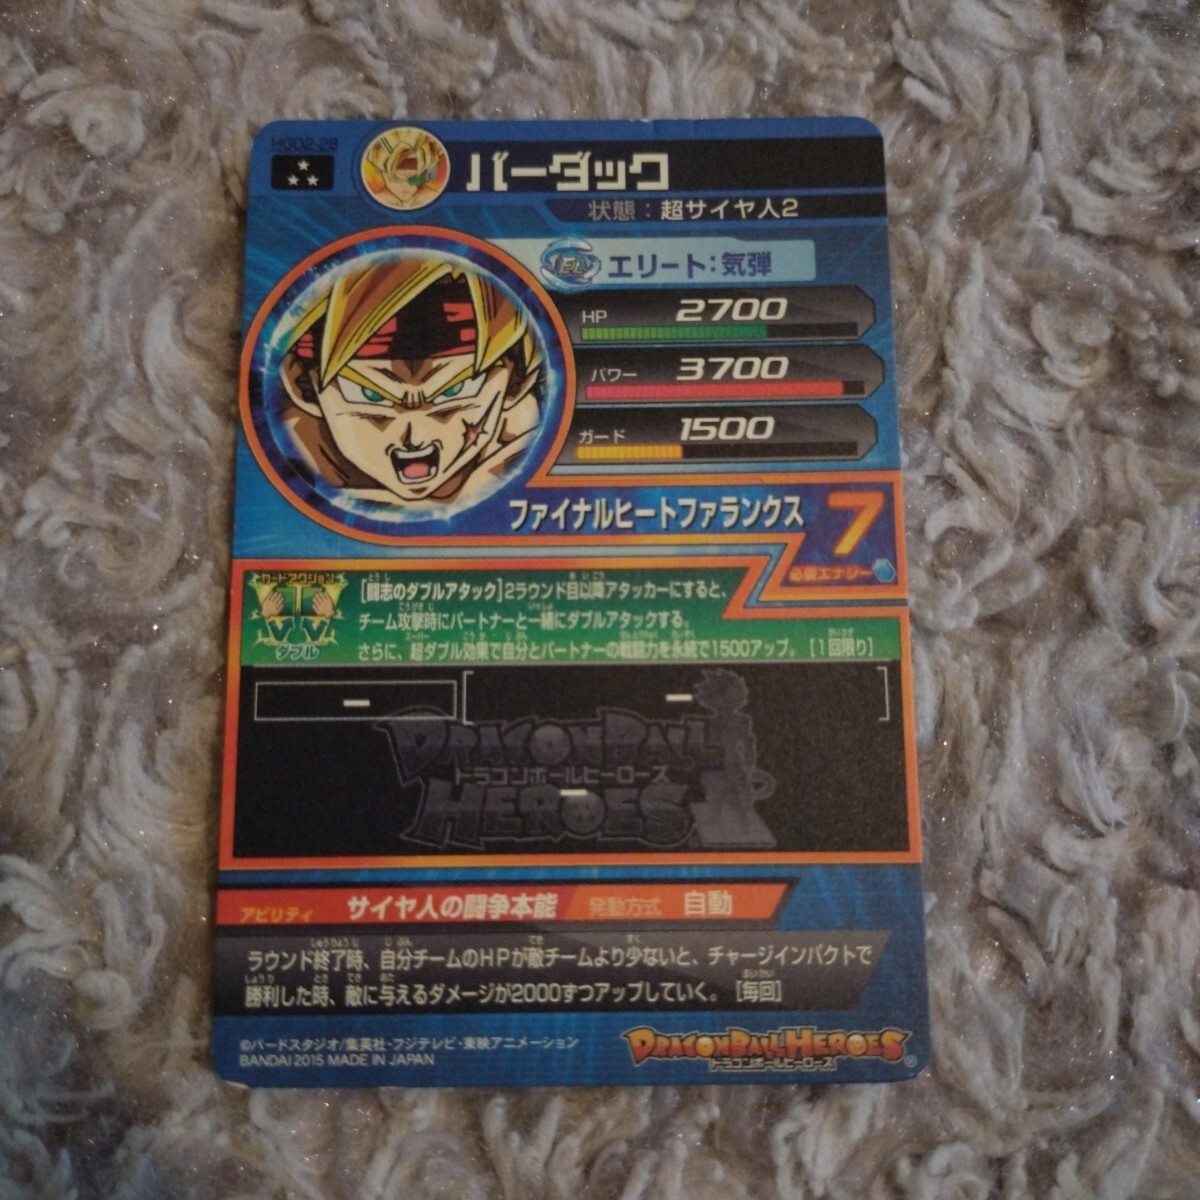 HGD2-28
バーダック
状態：超サイヤ人2
EL エリート：気弾
HP 2700
パワー 3700
ガード 1500
ファイナルヒートファランクス 7
必要エナジー
カードアクション
ダブル
[闘志のダブルアタック]2ラウンド目以降アタッカーにすると、
チーム攻撃時にパートナーと一緒にダブルアタックする。
さらに、超ダブル効果で自分とパートナーの戦闘力を永続で1500アップ。[1回限り]
ー ー
DRAGONBALL
ドラゴンボールヒーローズ
HEROES
ー
アビリティ サイヤ人の闘争本能 発動方式 自動
ラウンド終了時、自分チームのHPが敵チームより少ないと、チャージインパクトで
勝利した時、敵に与えるダメージが2000ずつアップしていく。[毎回]
©バードスタジオ/集英社・フジテレビ・東映アニメーション
BANDAI 2015 MADE IN JAPAN
DRAGONBALL HEROES
ドラゴンボールヒーローズ